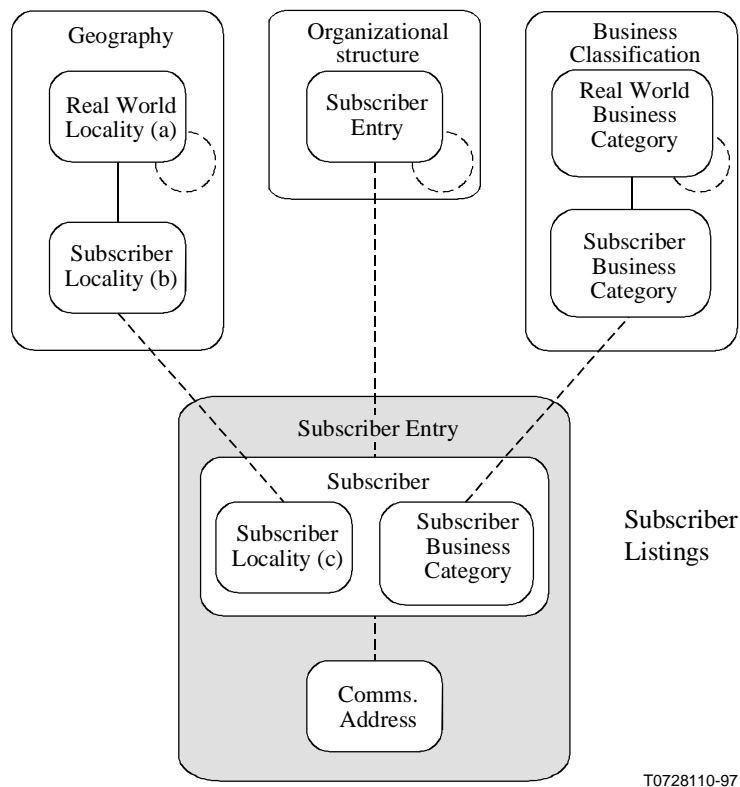 Geography
Real World
Locality (a)
Subscriber
Locality (b)
Organizational
structure
Subscriber
Entry
Business
Classification
Real World
Business
Category
Subscriber
Business
Category
Subscriber Entry
Subscriber
Subscriber
Locality (c)
Subscriber
Business
Category
Comms.
Address
Subscriber
Listings
T0728110-97